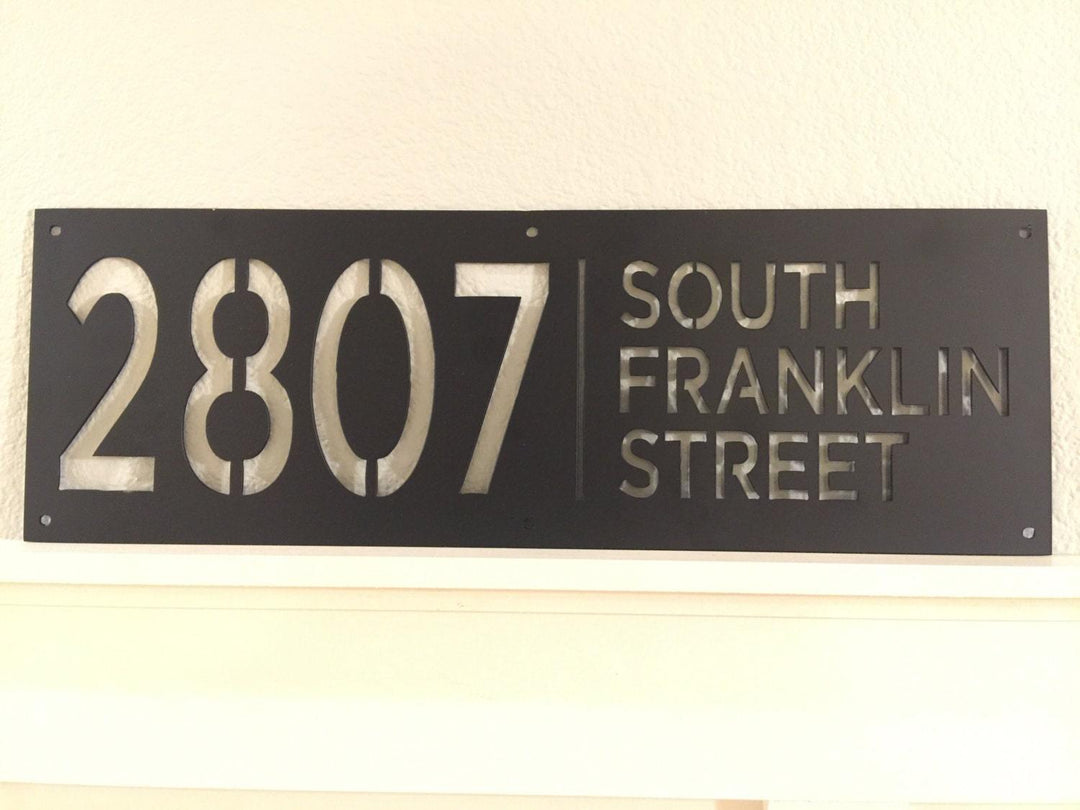 2807
SOUTH
FRANKLIN
STREET